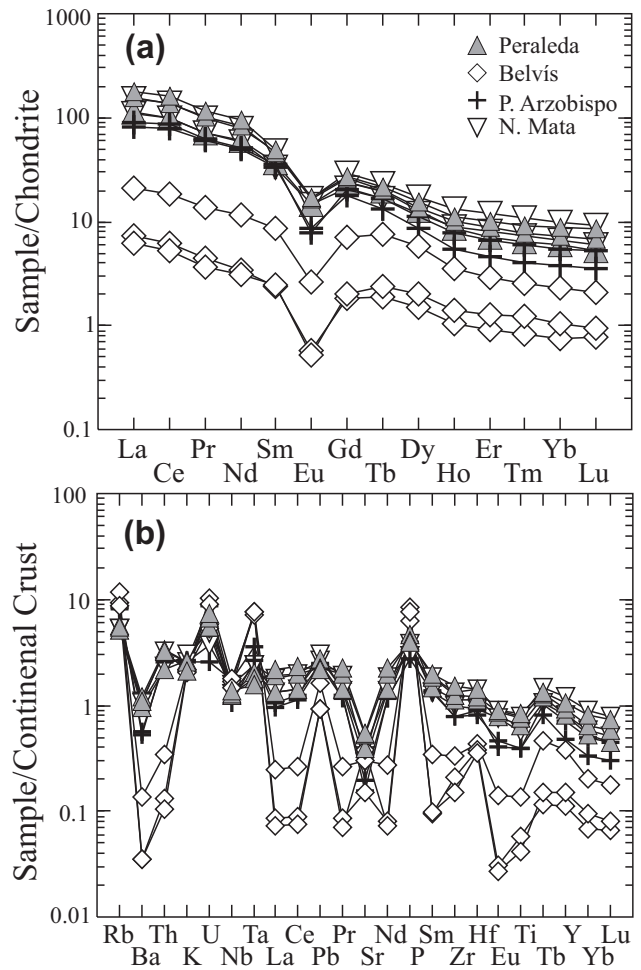 (a)
1000
100
10
1
0.1
Sample/Chondrite
Peraleda
Belvís
P. Arzobispo
N. Mata
La Pr Sm Gd Dy Er Yb
Ce Nd Eu Tb Ho Tm Lu
(b)
100
10
1
0.1
0.01
Sample/Continenal Crust
Rb Th U Ta Ce Pr Nd Sm Hf Ti Y Lu
Ba K Nb La Pb Sr P Zr Eu Tb Yb